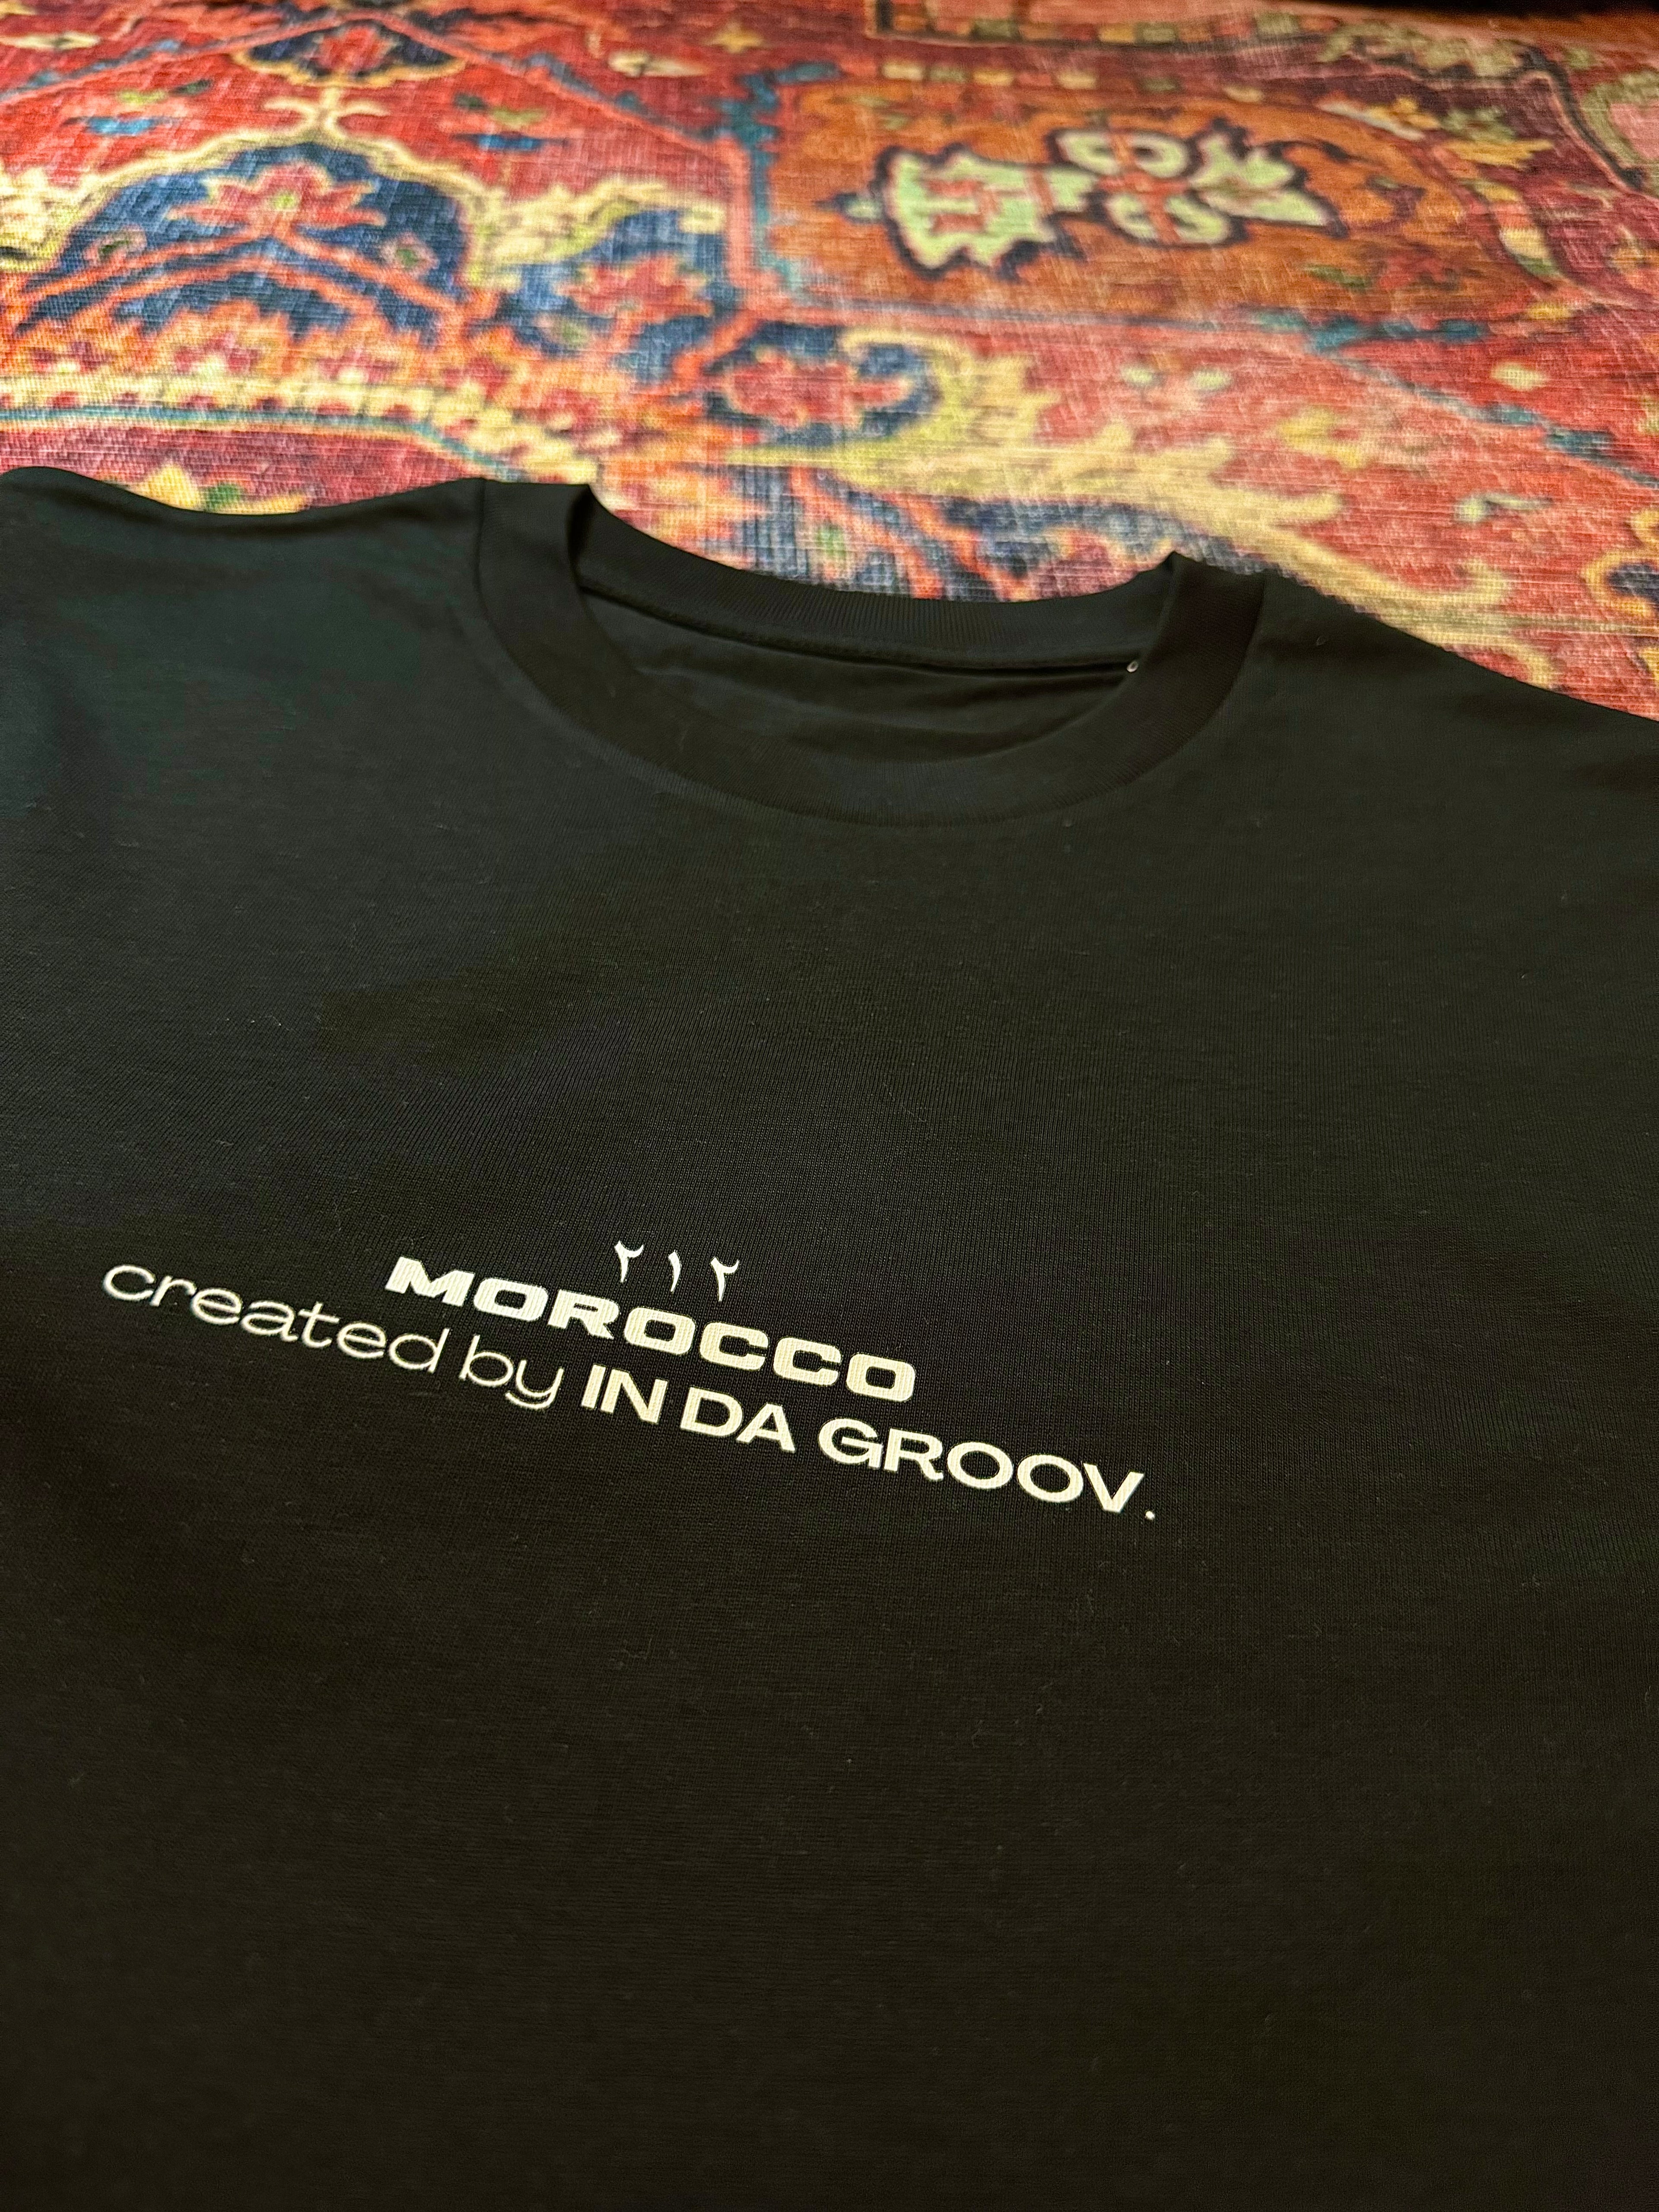 ٢١٢
MOROCCO
created by IN DA GROOV.